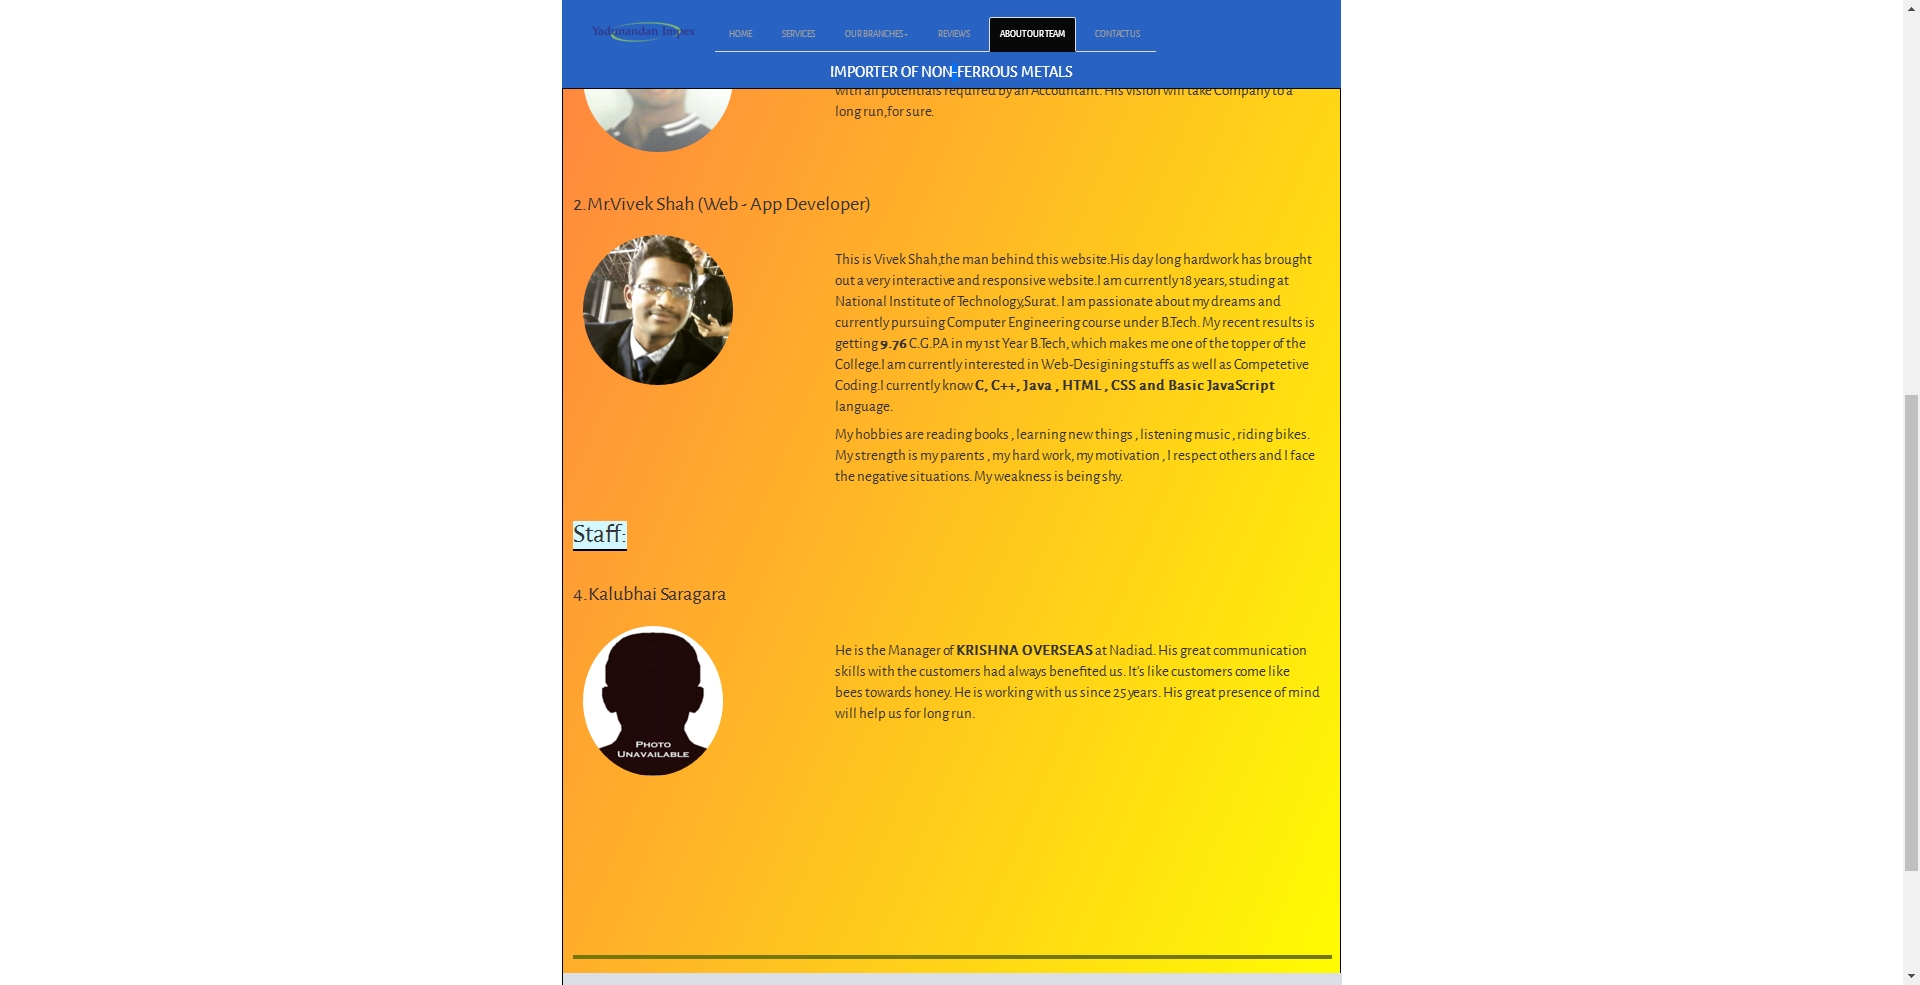 Yadunandan Impex
HOME SERVICES OUR BRANCHES REVIEWS ABOUT OUR TEAM CONTACT US
IMPORTER OF NON-FERROUS METALS
with all potentials required by an Accountant. His vision will take Company to a
long run,for sure.
2.Mr.Vivek Shah (Web - App Developer)
This is Vivek Shah,the man behind this website.His day long hardwork has brought
out a very interactive and responsive website.I am currently 18 years, studing at
National Institute of Technology,Surat. I am passionate about my dreams and
currently pursuing Computer Engineering course under B.Tech. My recent results is
getting 9.76 C.G.P.A in my 1st Year B.Tech, which makes me one of the topper of the
College.I am currently interested in Web-Desigining stuffs as well as Competetive
Coding.I currently know C, C++, Java , HTML , CSS and Basic JavaScript
language.
My hobbies are reading books , learning new things , listening music , riding bikes.
My strength is my parents , my hard work, my motivation , I respect others and I face
the negative situations. My weakness is being shy.
Staff:
4.Kalubhai Saragara
He is the Manager of KRISHNA OVERSEAS at Nadiad. His great communication
skills with the customers had always benefited us. It's like customers come like
bees towards honey. He is working with us since 25 years. His great presence of mind
will help us for long run.
PHOTO
UNAVAILABLE